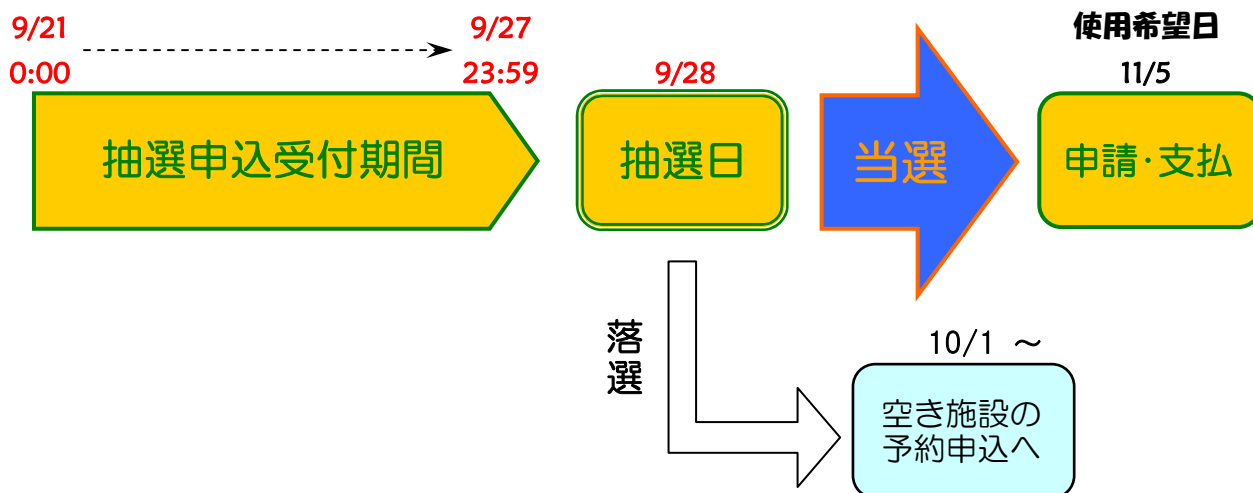 9/21
0:00
9/27
23:59
9/28
使用希望日
11/5
抽選申込受付期間
抽選日
当選
申請・支払
落選
10/1 ～
空き施設の
予約申込へ